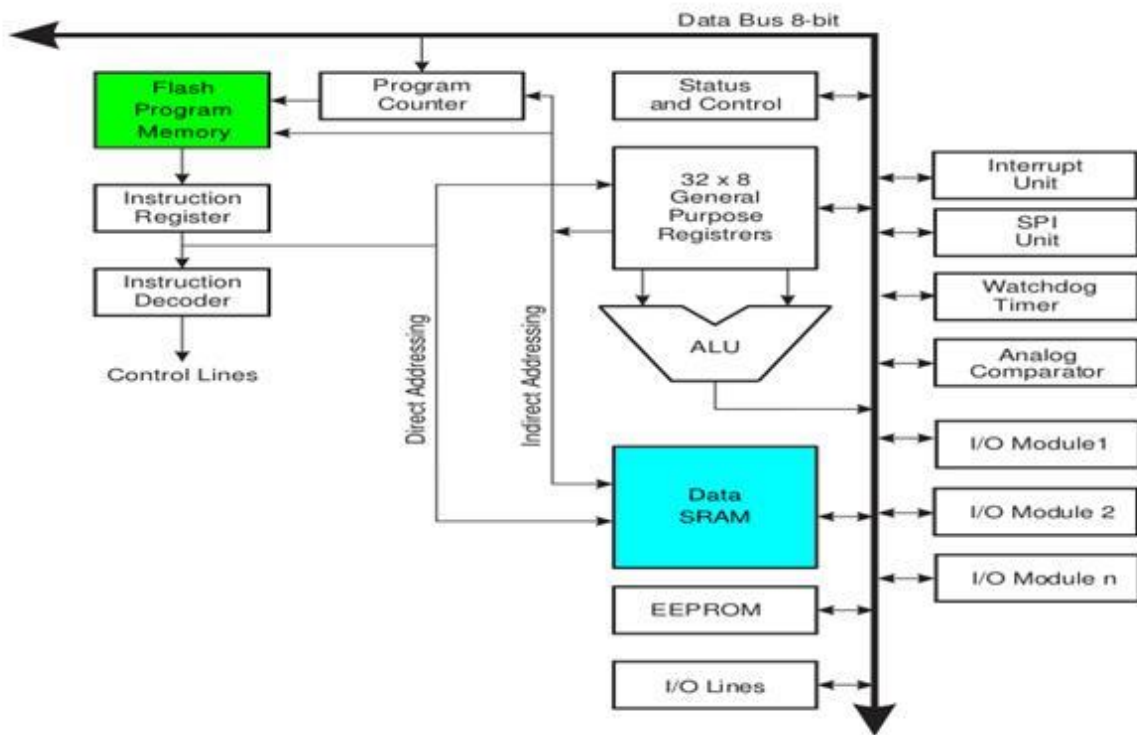 Data Bus 8-bit
Flash
Program
Memory
Program
Counter
Status
and Control
Instruction
Register
32 x 8
General
Purpose
Registrers
Interrupt
Unit
SPI
Unit
Instruction
Decoder
Watchdog
Timer
Control Lines
Direct Addressing
Indirect Addressing
ALU
Analog
Comparator
I/O Module1
Data
SRAM
I/O Module 2
I/O Module n
EEPROM
I/O Lines